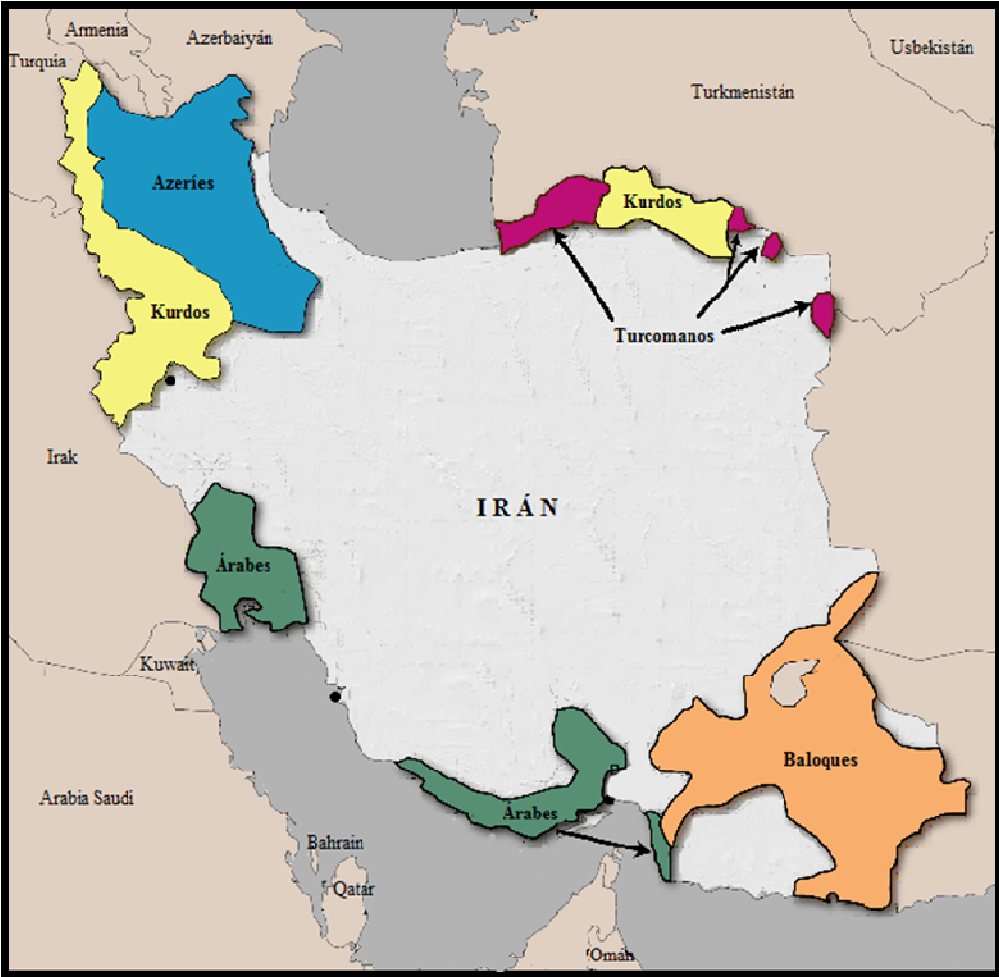 Armenia
Azerbaiyán
Usbekistán
Turquía
Turkmenistán
Azeríes
Kurdos
Kurdos
Turcomanos
Irak
IRÁN
Árabes
Kuwait
Baloques
Arabia Saudi
Árabes
Bahrain
Qatar
Omán